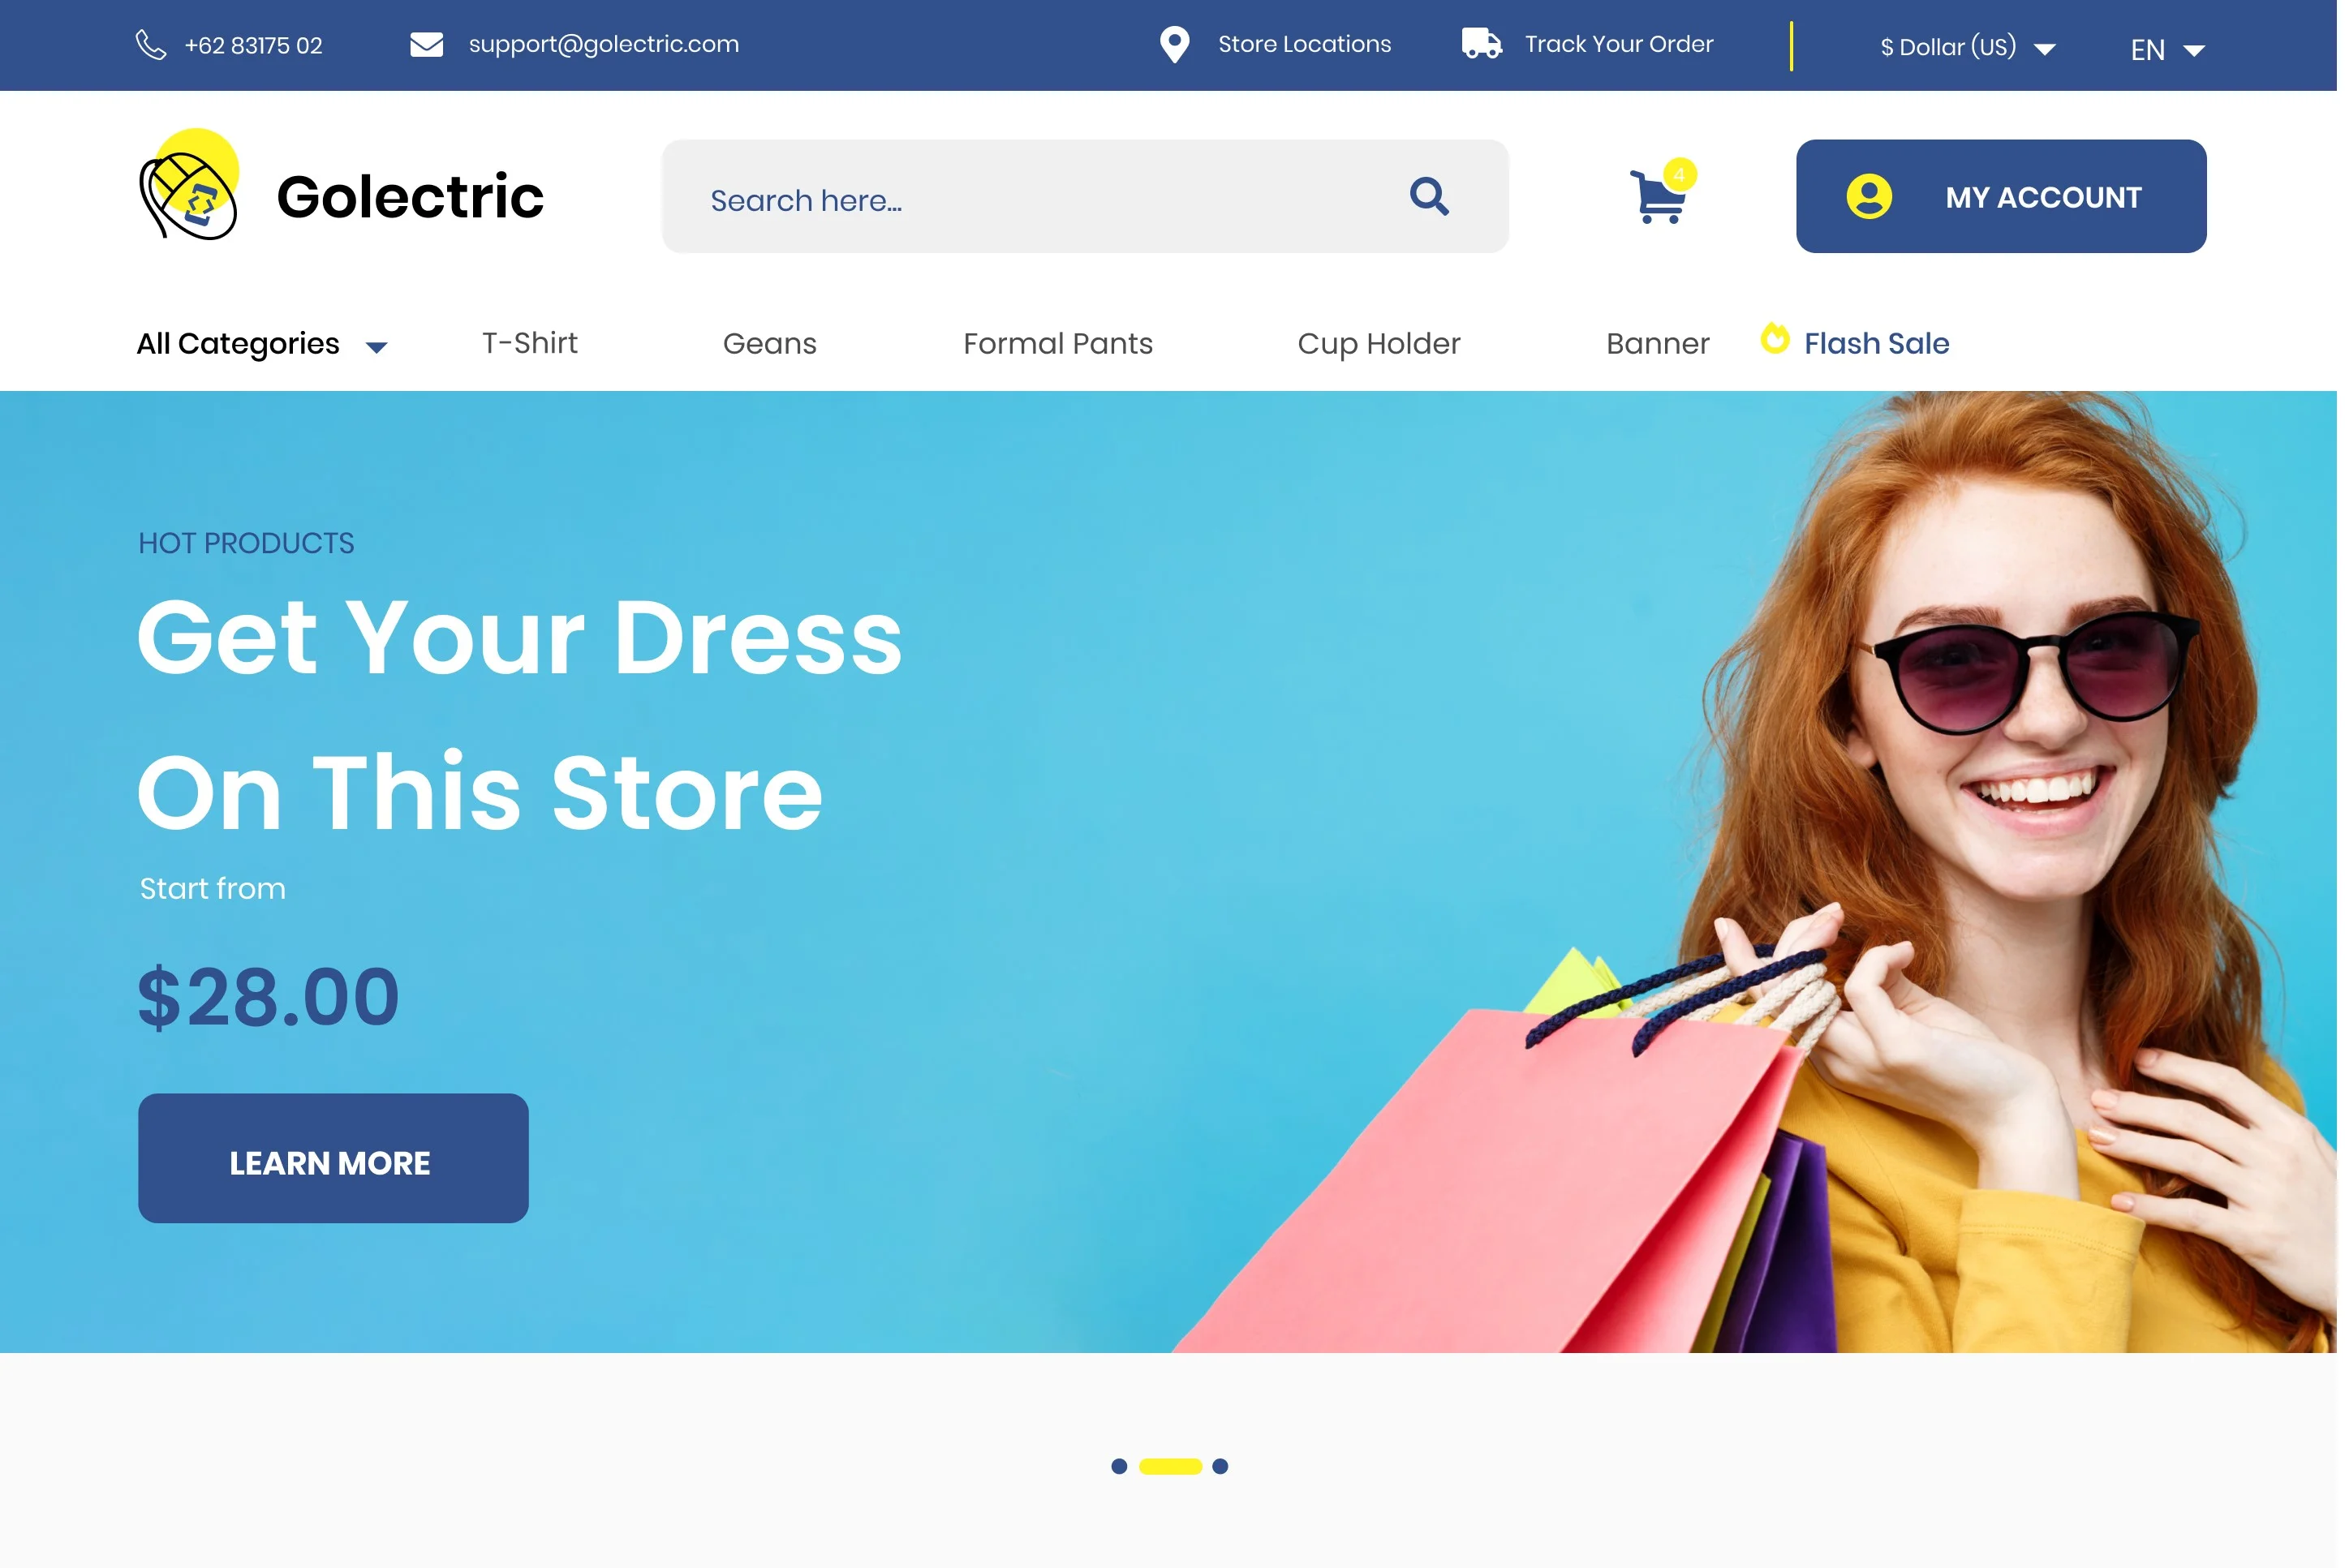 +62 83175 02
support@golectric.com
Store Locations
Track Your Order
$ Dollar (US)
EN
Golectric
Search here...
4
MY ACCOUNT
All Categories
T-Shirt
Geans
Formal Pants
Cup Holder
Banner
Flash Sale
HOT PRODUCTS
Get Your Dress
On This Store
Start from
$28.00
LEARN MORE